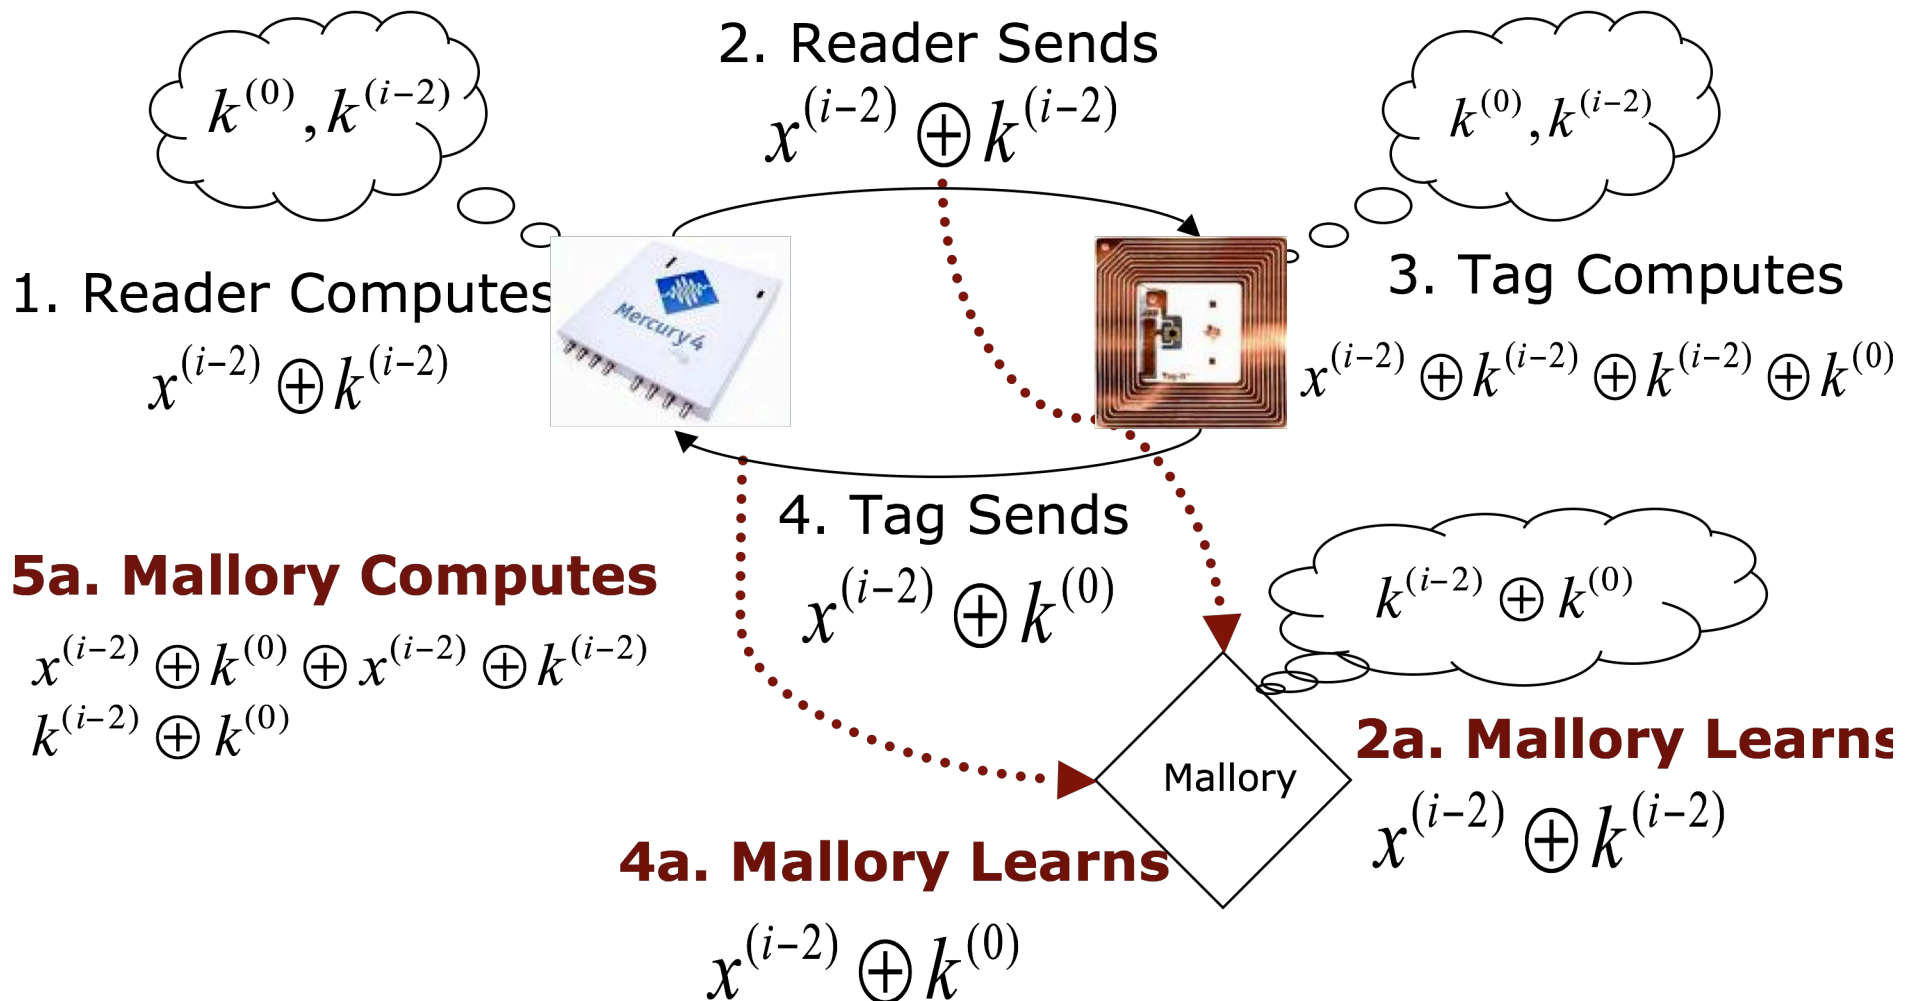 k^(0), k^(i−2)
2. Reader Sends
x^(i−2) ⊕ k^(i−2)
k^(0), k^(i−2)
1. Reader Computes
x^(i−2) ⊕ k^(i−2)
Mercury4
3. Tag Computes
x^(i−2) ⊕ k^(i−2) ⊕ k^(i−2) ⊕ k^(0)
4. Tag Sends
x^(i−2) ⊕ k^(0)
5a. Mallory Computes
x^(i−2) ⊕ k^(0) ⊕ x^(i−2) ⊕ k^(i−2)
k^(i−2) ⊕ k^(0)
k^(i−2) ⊕ k^(0)
Mallory
2a. Mallory Learns
x^(i−2) ⊕ k^(i−2)
4a. Mallory Learns
x^(i−2) ⊕ k^(0)